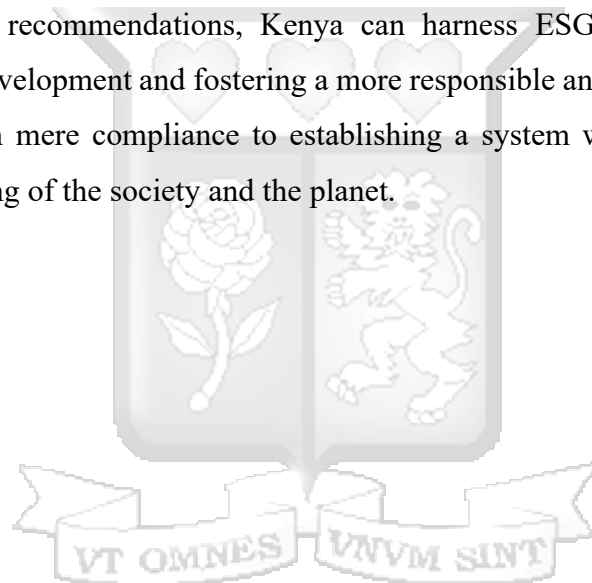 recommendations, Kenya can harness ESG
velopment and fostering a more responsible an
mere compliance to establishing a system w
ng of the society and the planet.
VT OMNES VNVM SINT